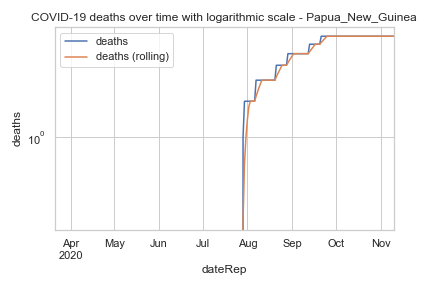 COVID-19 deaths over time with logarithmic scale - Papua_New_Guinea
deaths
deaths (rolling)
deaths
10⁰
Apr May Jun Jul Aug Sep Oct Nov
2020
dateRep